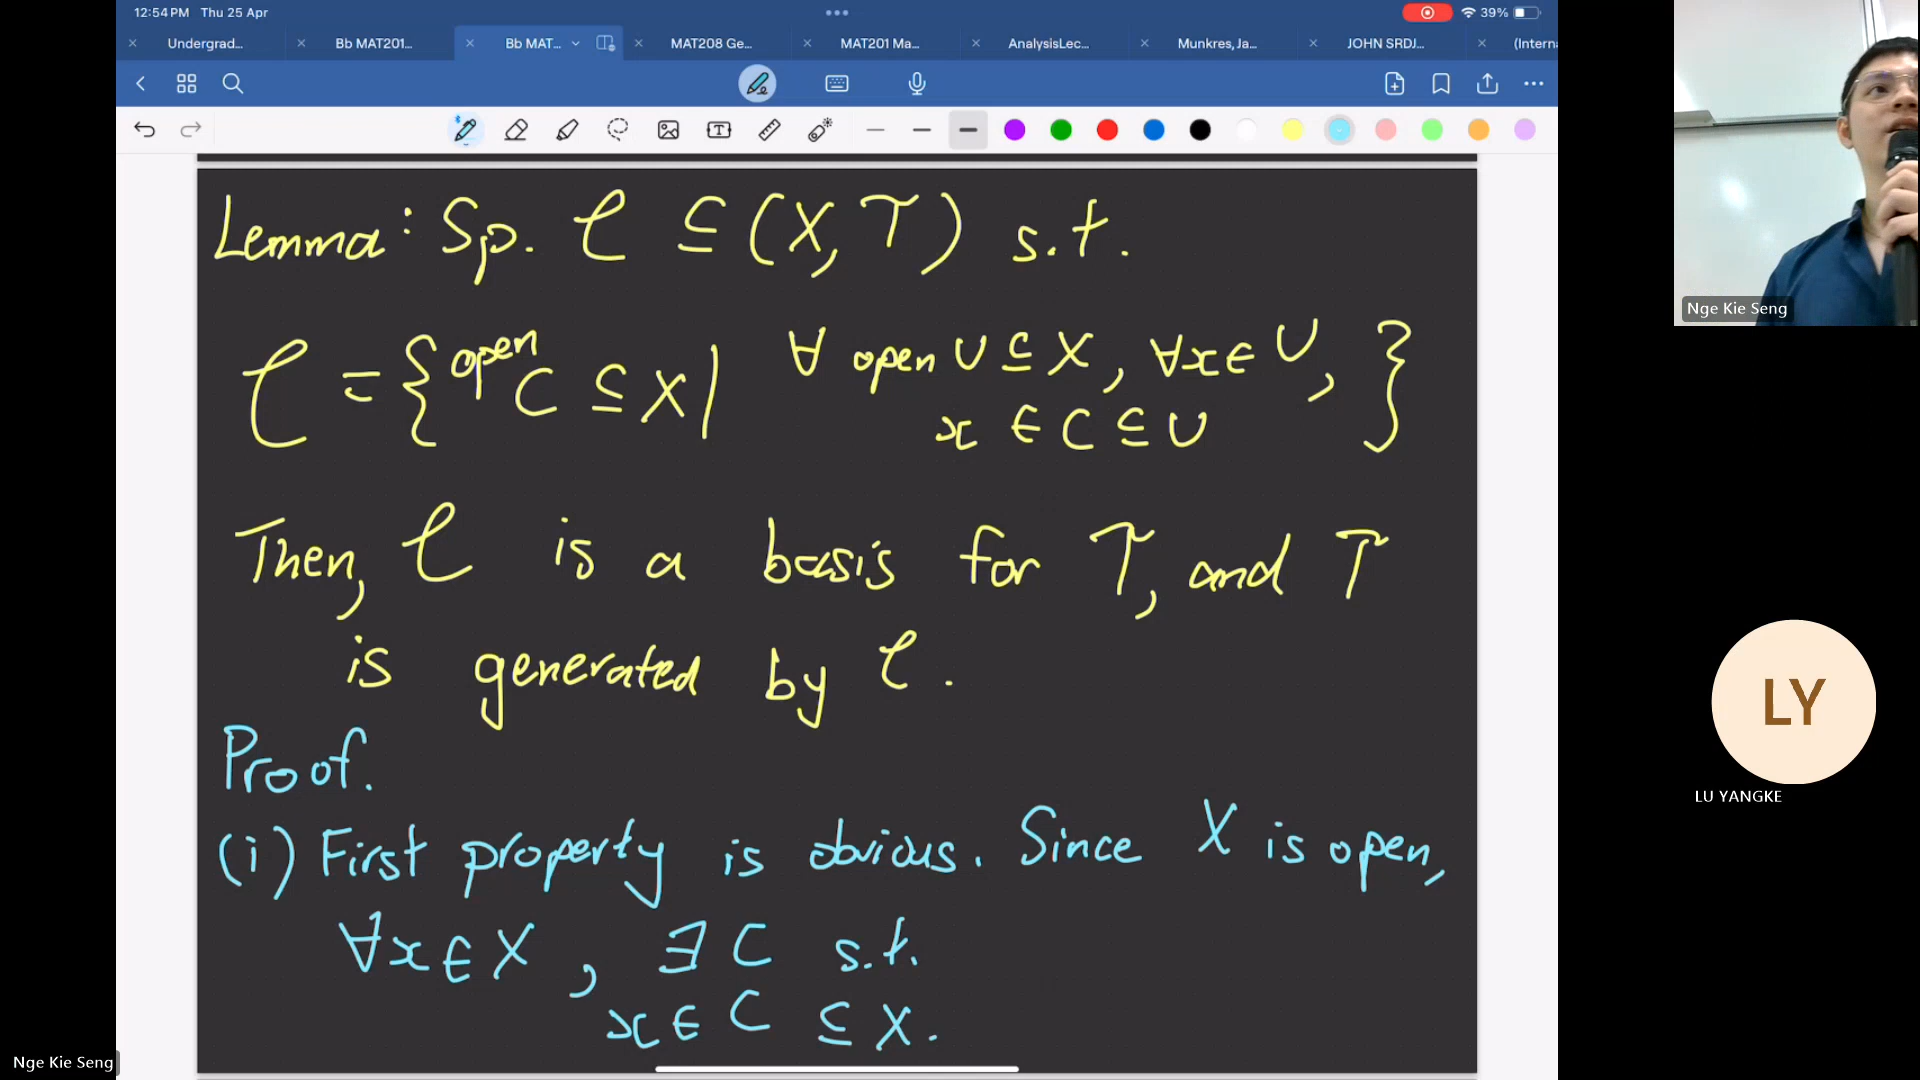 12:54 PM Thu 25 Apr
39%
Undergrad...
Bb MAT201...
Bb MAT...
MAT208 Ge...
MAT201 Ma...
AnalysisLec...
Munkres, Ja...
JOHN SRDJ...
(Intern
Lemma: Sp. 𝒞 ⊆ (X, 𝒯) s.t.
𝒞 = { open C ⊆ X | ∀ open U ⊆ X, ∀x ∈ U,
x ∈ C ⊆ U }
Then, 𝒞 is a basis for 𝒯, and 𝒯
is generated by 𝒞.
Proof.
(i) First property is obvious. Since X is open,
∀x ∈ X, ∃ C s.t.
x ∈ C ⊆ X.
Nge Kie Seng
LY
LU YANGKE
Nge Kie Seng